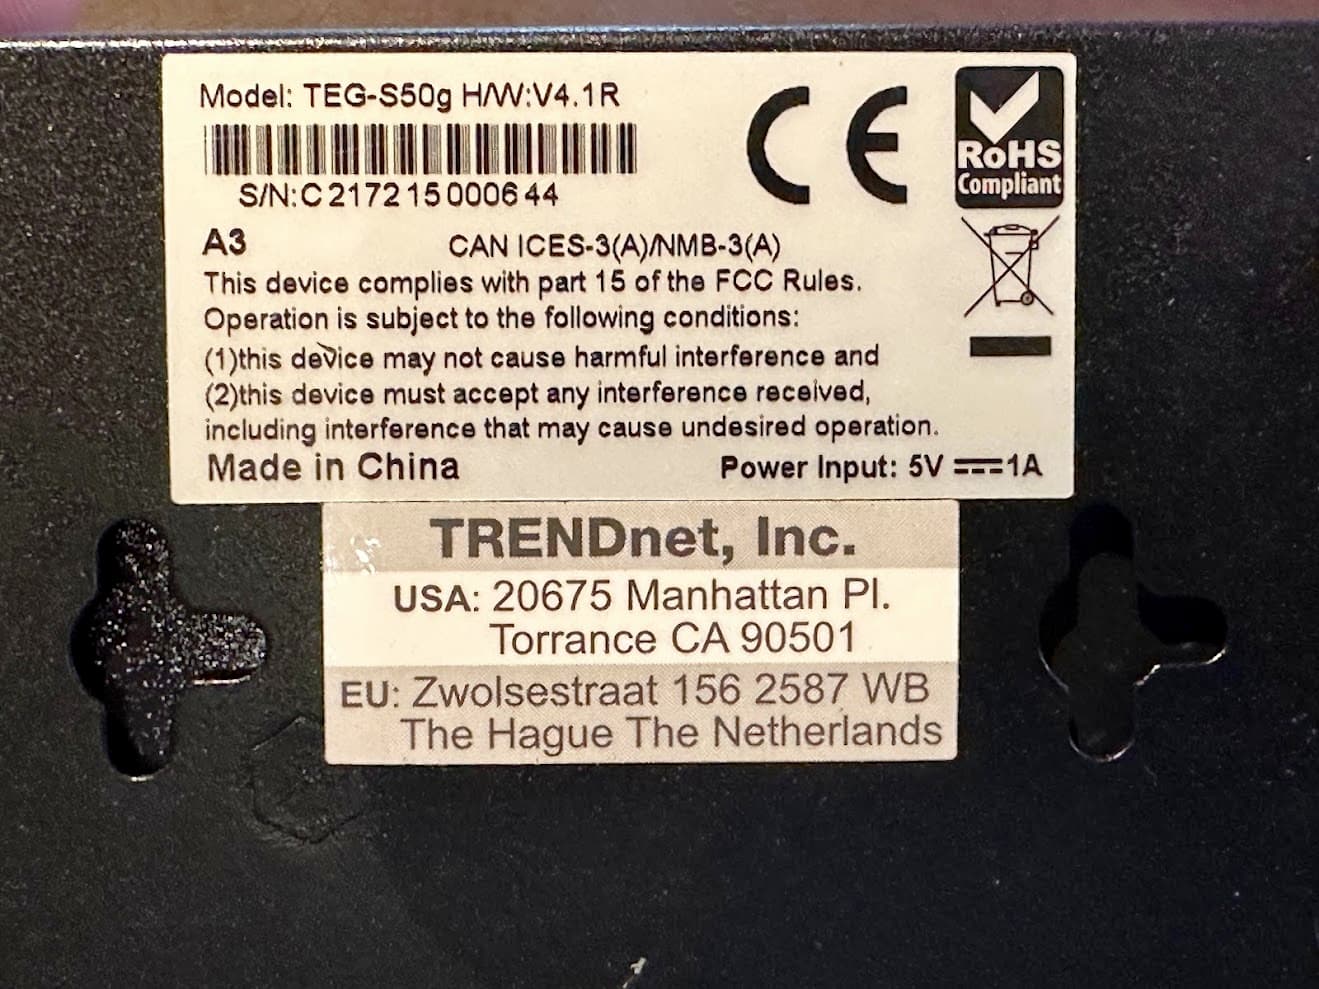 Model: TEG-S50g H/W:V4.1R
S/N:C217215000644
A3 CAN ICES-3(A)/NMB-3(A)
This device complies with part 15 of the FCC Rules.
Operation is subject to the following conditions:
(1)this device may not cause harmful interference and
(2)this device must accept any interference received,
including interference that may cause undesired operation.
Made in China Power Input: 5V ⎓1A
CE
RoHS
Compliant
TRENDnet, Inc.
USA: 20675 Manhattan Pl.
Torrance CA 90501
EU: Zwolsestraat 156 2587 WB
The Hague The Netherlands